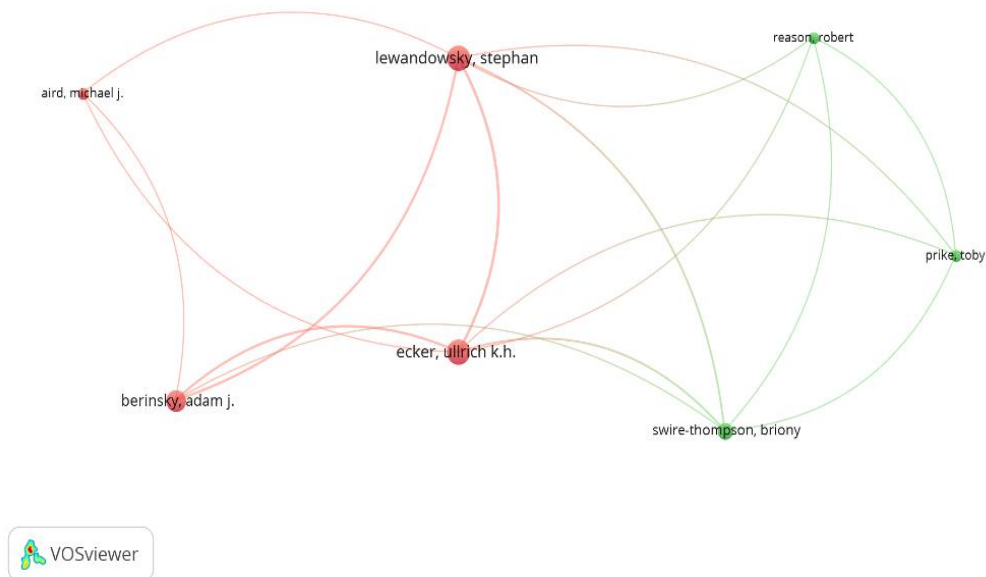 reason, robert
lewandowsky, stephan
aird, michael j.
prike, toby
ecker, ullrich k.h.
berinsky, adam j.
swire-thompson, briony
VOSviewer